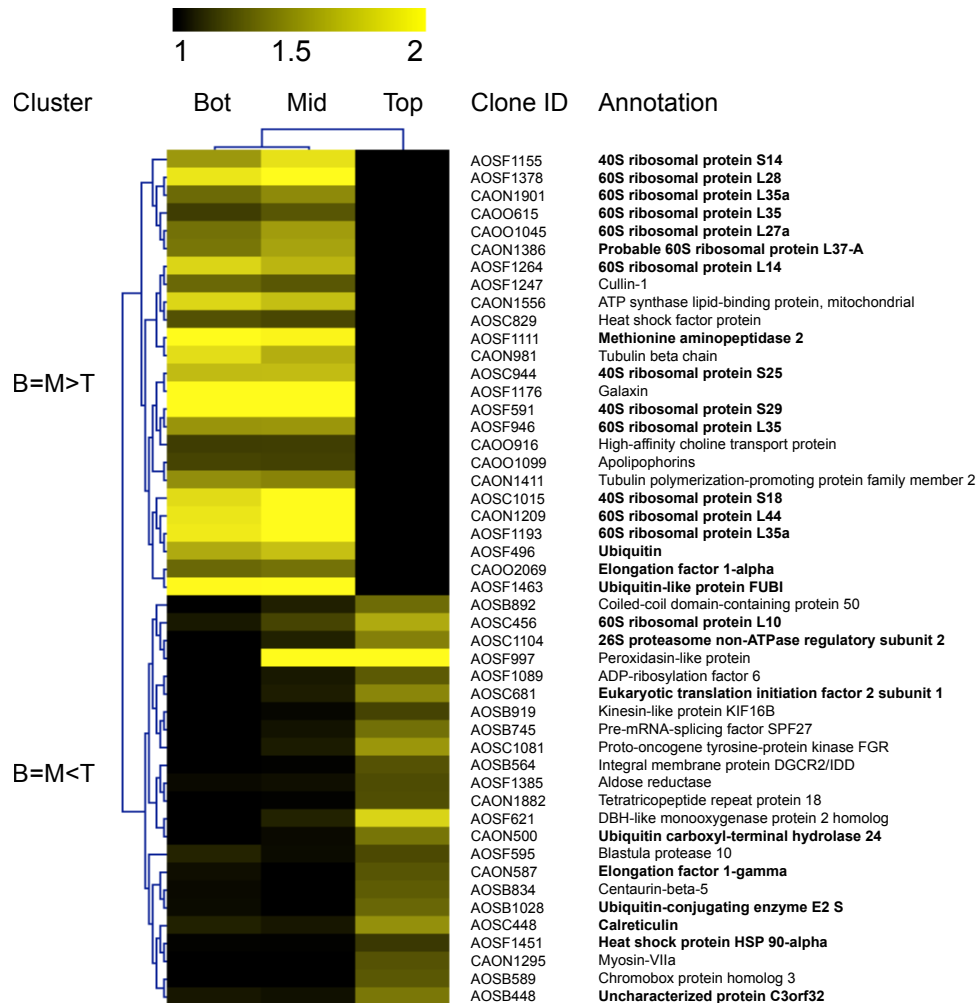 1 1.5 2
Cluster Bot Mid Top Clone ID Annotation
AOSF1155 40S ribosomal protein S14
AOSF1378 60S ribosomal protein L28
CAON1901 60S ribosomal protein L35a
CAOO615 60S ribosomal protein L35
CAOO1045 60S ribosomal protein L27a
CAON1386 Probable 60S ribosomal protein L37-A
AOSF1264 60S ribosomal protein L14
AOSF1247 Cullin-1
CAON1556 ATP synthase lipid-binding protein, mitochondrial
AOSC829 Heat shock factor protein
AOSF1111 Methionine aminopeptidase 2
CAON981 Tubulin beta chain
AOSC944 40S ribosomal protein S25
B=M>T
AOSF1176 Galaxin
AOSF591 40S ribosomal protein S29
AOSF946 60S ribosomal protein L35
CAOO916 High-affinity choline transport protein
CAOO1099 Apolipophorins
CAON1411 Tubulin polymerization-promoting protein family member 2
AOSC1015 40S ribosomal protein S18
CAON1209 60S ribosomal protein L44
AOSF1193 60S ribosomal protein L35a
AOSF496 Ubiquitin
CAOO2069 Elongation factor 1-alpha
AOSF1463 Ubiquitin-like protein FUBI
AOSB892 Coiled-coil domain-containing protein 50
AOSC456 60S ribosomal protein L10
AOSC1104 26S proteasome non-ATPase regulatory subunit 2
AOSF997 Peroxidasin-like protein
AOSF1089 ADP-ribosylation factor 6
AOSC681 Eukaryotic translation initiation factor 2 subunit 1
AOSB919 Kinesin-like protein KIF16B
AOSB745 Pre-mRNA-splicing factor SPF27
AOSC1081 Proto-oncogene tyrosine-protein kinase FGR
B=M<T
AOSB564 Integral membrane protein DGCR2/IDD
AOSF1385 Aldose reductase
CAON1882 Tetratricopeptide repeat protein 18
AOSF621 DBH-like monooxygenase protein 2 homolog
CAON500 Ubiquitin carboxyl-terminal hydrolase 24
AOSF595 Blastula protease 10
CAON587 Elongation factor 1-gamma
AOSB834 Centaurin-beta-5
AOSB1028 Ubiquitin-conjugating enzyme E2 S
AOSC448 Calreticulin
AOSF1451 Heat shock protein HSP 90-alpha
CAON1295 Myosin-VIIa
AOSB589 Chromobox protein homolog 3
AOSB448 Uncharacterized protein C3orf32